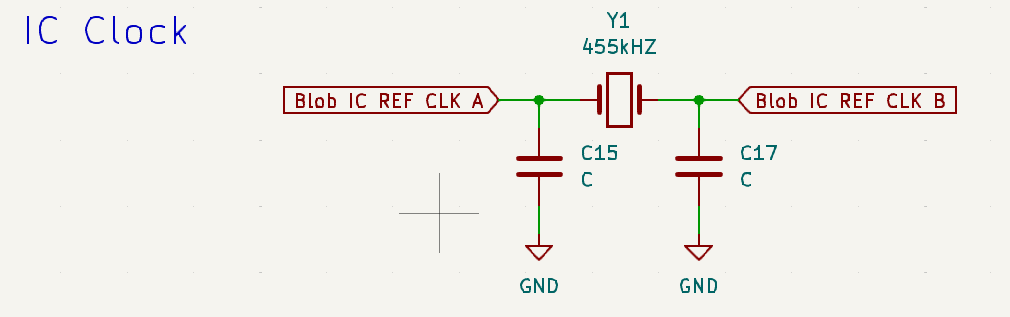 IC Clock
Y1
455kHZ
Blob IC REF CLK A
Blob IC REF CLK B
C15
C
C17
C
GND
GND